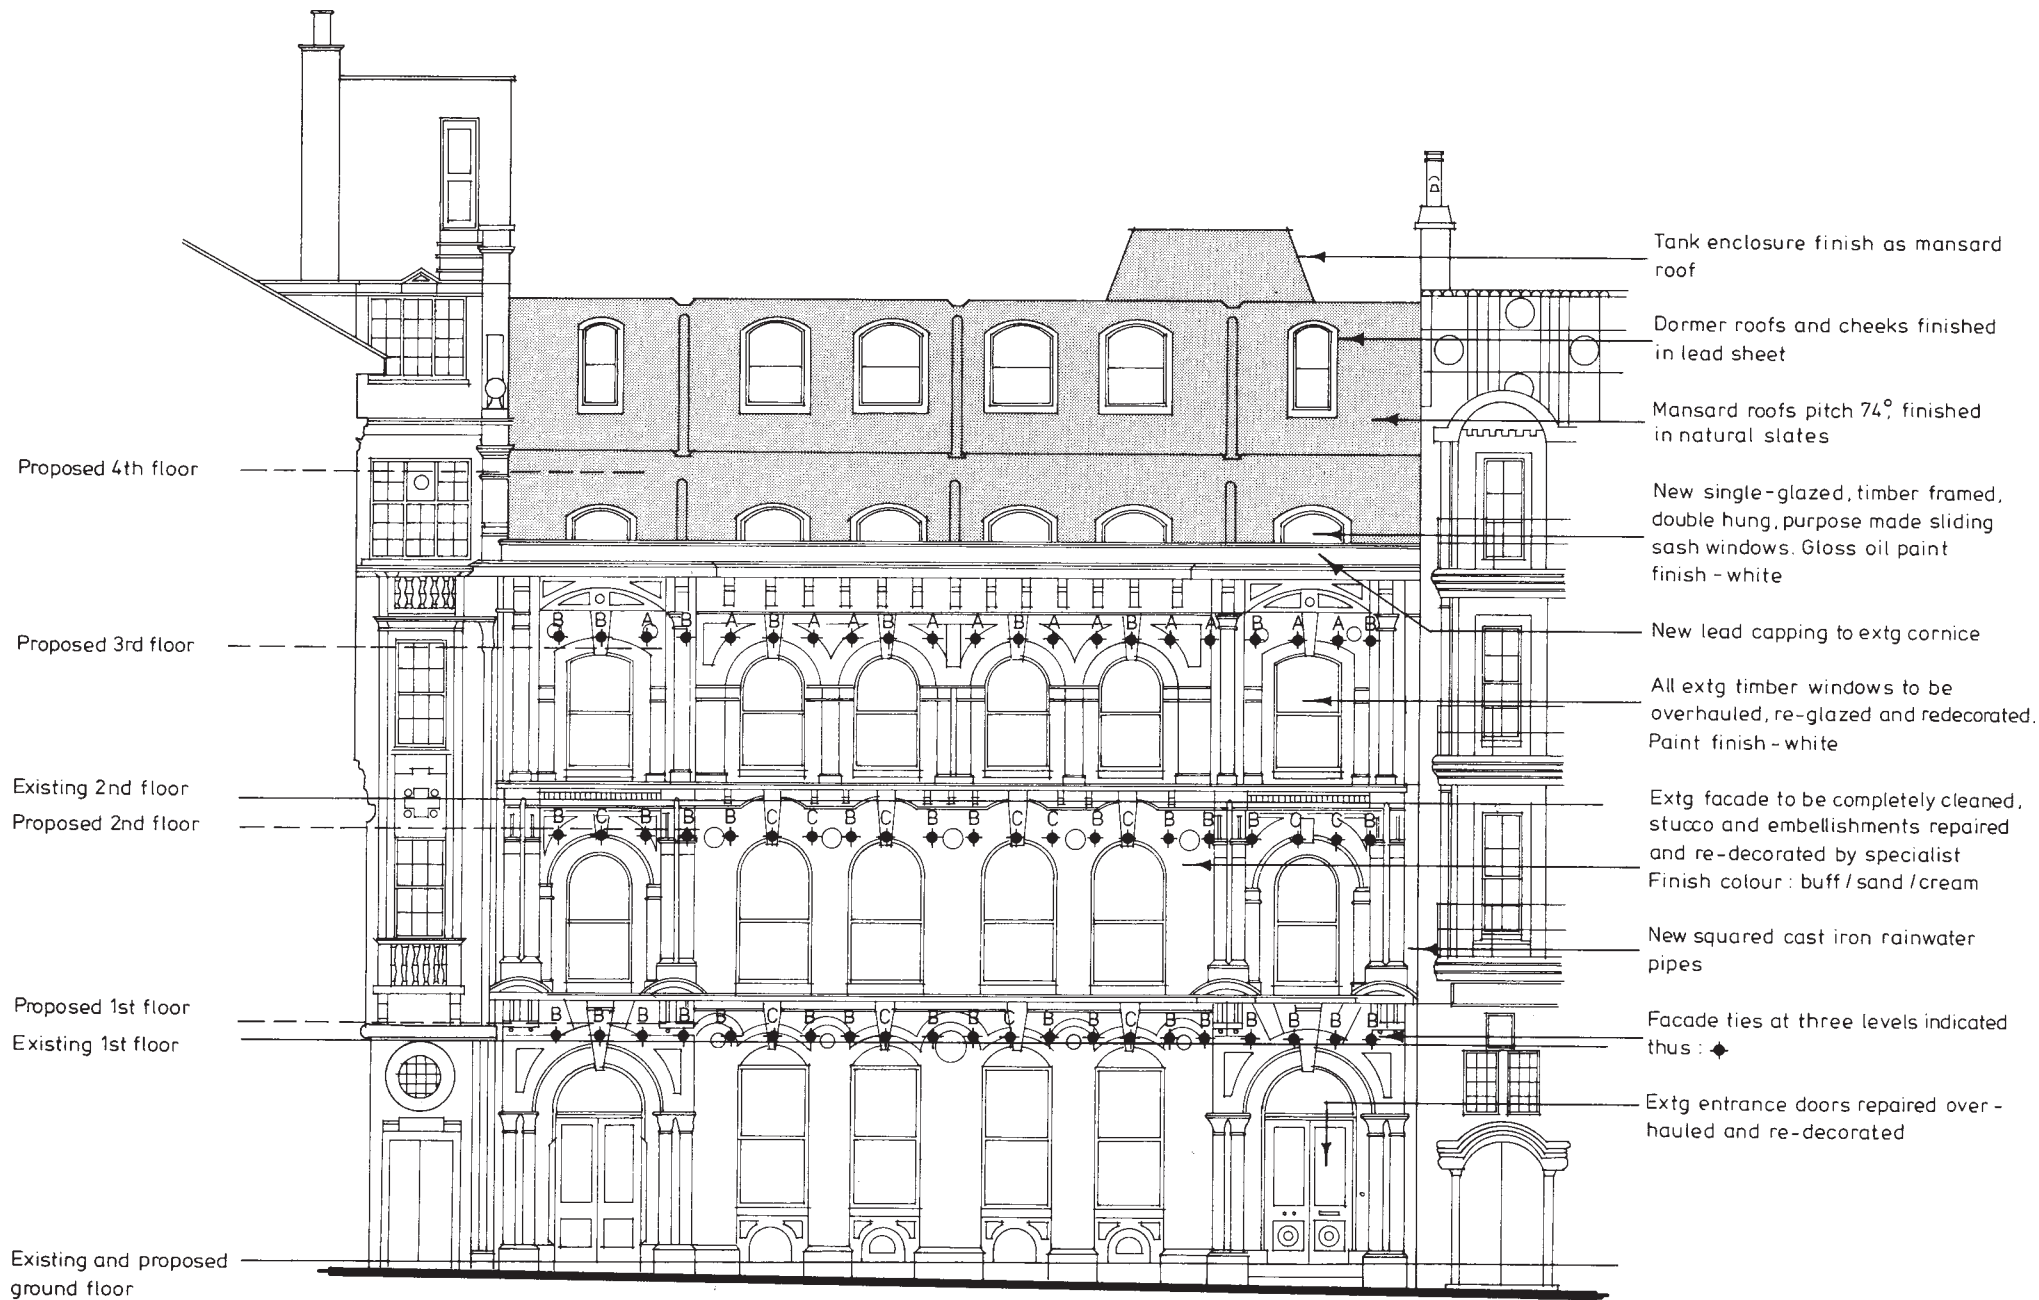 Tank enclosure finish as mansard
roof
Dormer roofs and cheeks finished
in lead sheet
Mansard roofs pitch 74°, finished
in natural slates
Proposed 4th floor
New single-glazed, timber framed,
double hung, purpose made sliding
sash windows. Gloss oil paint
finish - white
B B A B A B A A B A A B A A B A A B A A B
Proposed 3rd floor
New lead capping to extg cornice
All extg timber windows to be
overhauled, re-glazed and redecorated.
Paint finish - white
Existing 2nd floor
Proposed 2nd floor
B C B B B C C B C B B C C B C B B B C C B
Extg facade to be completely cleaned,
stucco and embellishments repaired
and re-decorated by specialist
Finish colour : buff / sand / cream
New squared cast iron rainwater
pipes
Proposed 1st floor
Existing 1st floor
B B B B B C B B C B B C B B C B B B B B B
Facade ties at three levels indicated
thus :
Extg entrance doors repaired over-
hauled and re-decorated
Existing and proposed
ground floor